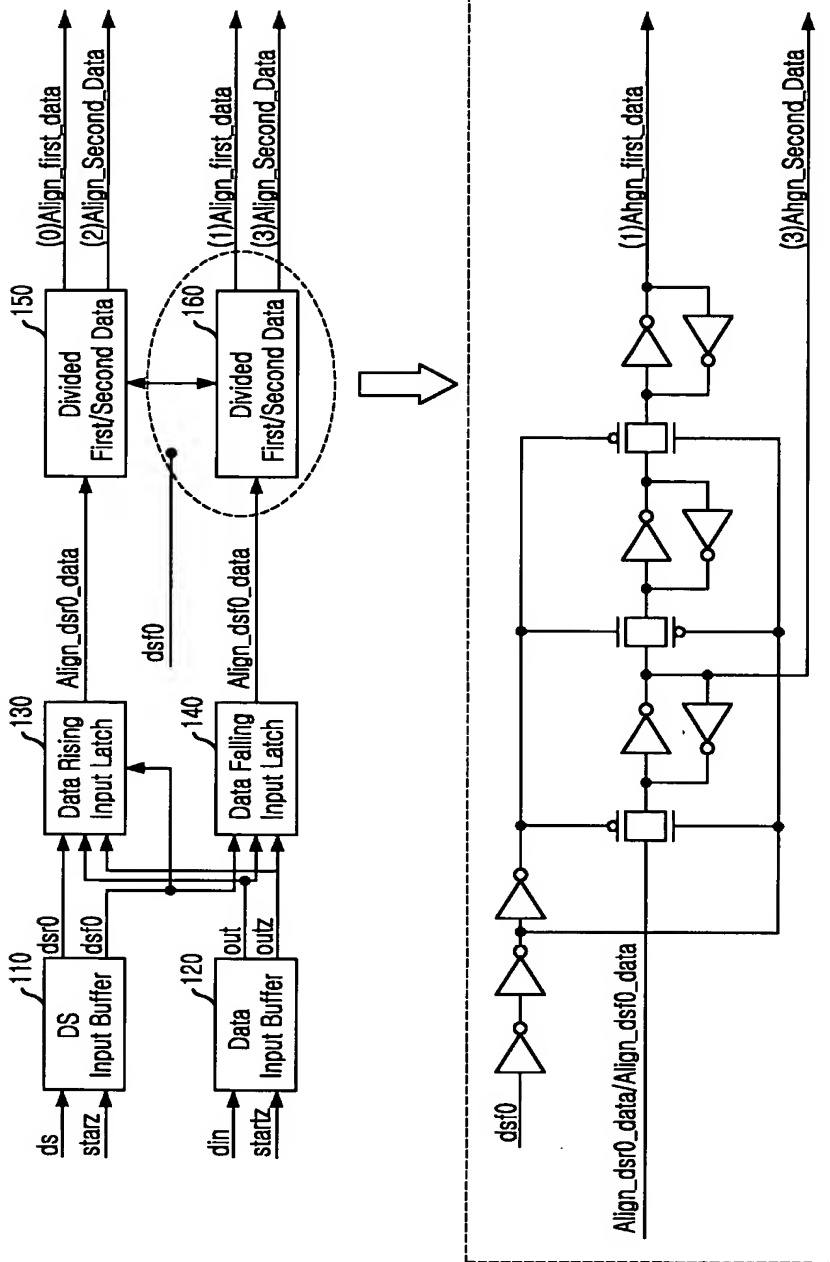 ds
starz
110
DS
Input Buffer
dsr0
dsf0
din
startz
120
Data
Input Buffer
out
outz
130
Data Rising
Input Latch
Align_dsr0_data
140
Data Falling
Input Latch
Align_dsf0_data
dsf0
150
Divided
First/Second Data
(0)Align_first_data
(2)Align_Second_Data
160
Divided
First/Second Data
(1)Align_first_data
(3)Align_Second_Data
dsf0
Align_dsr0_data/Align_dsf0_data
(1)Ahgn_first_data
(3)Ahgn_Second_Data